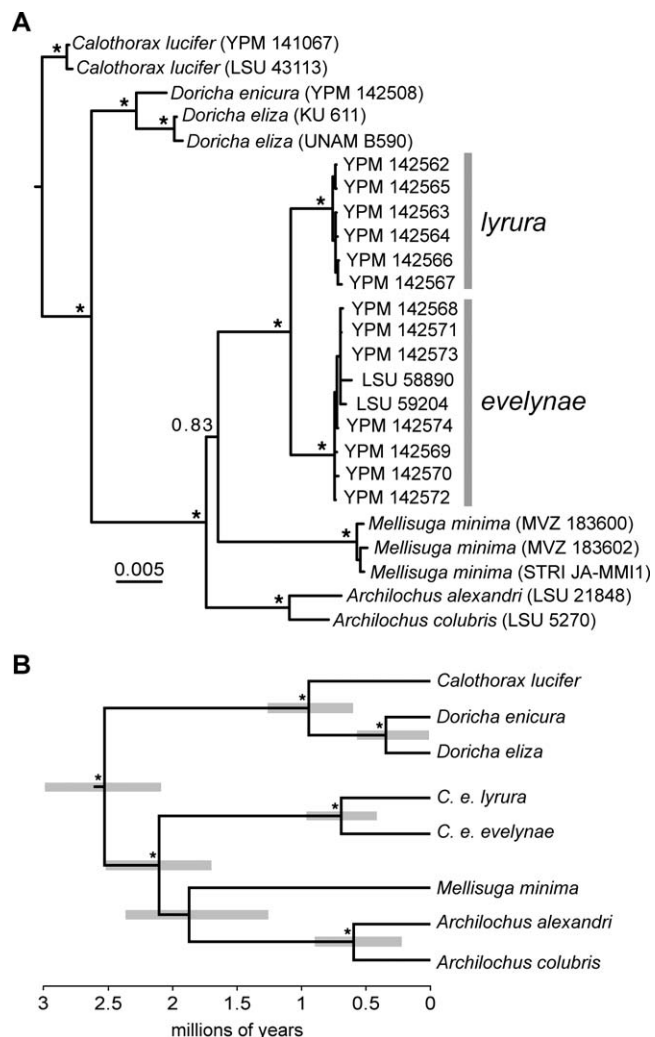 A
* Calothorax lucifer (YPM 141067)
Calothorax lucifer (LSU 43113)
* Doricha enicura (YPM 142508)
* Doricha eliza (KU 611)
Doricha eliza (UNAM B590)
YPM 142562
* YPM 142565
YPM 142563
YPM 142564
YPM 142566
YPM 142567
lyrura
*
*
YPM 142568
YPM 142571
YPM 142573
LSU 58890
LSU 59204
YPM 142574
* YPM 142569
YPM 142570
YPM 142572
evelynae
0.83
*
* Mellisuga minima (MVZ 183600)
Mellisuga minima (MVZ 183602)
Mellisuga minima (STRI JA-MMI1)
0.005
* Archilochus alexandri (LSU 21848)
Archilochus colubris (LSU 5270)
B
Calothorax lucifer
*
* Doricha enicura
Doricha eliza
*
C. e. lyrura
*
C. e. evelynae
*
Mellisuga minima
Archilochus alexandri
*
Archilochus colubris
3 2.5 2 1.5 1 0.5 0
millions of years